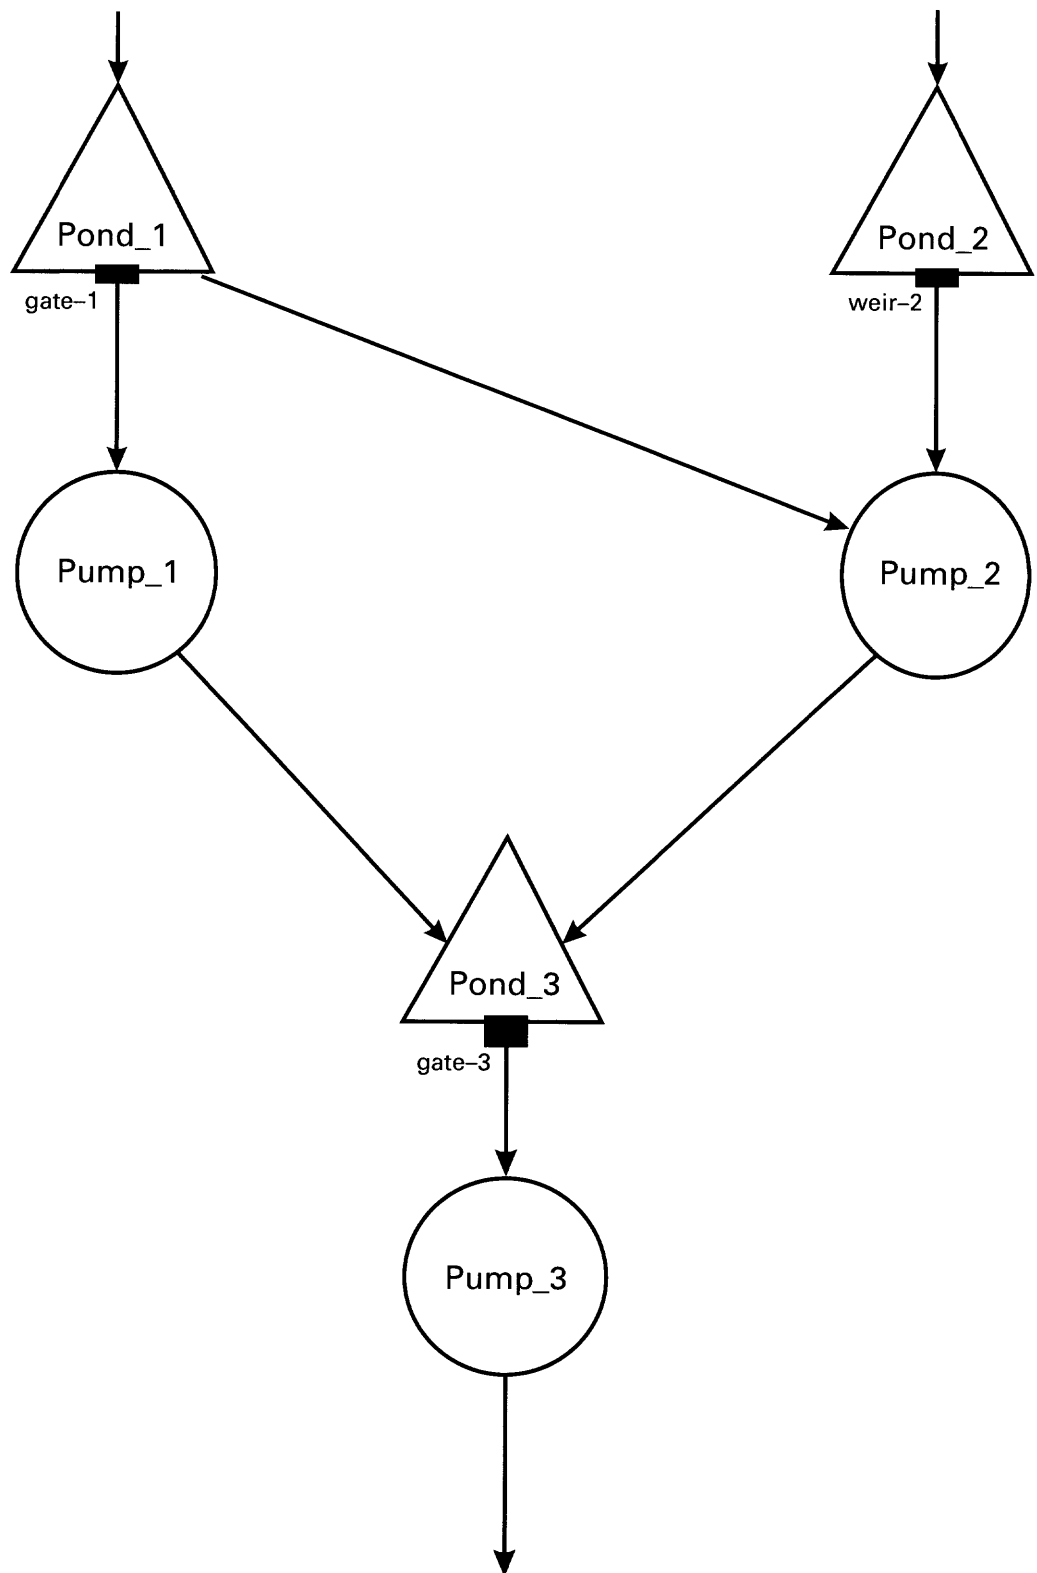 Pond_1
Pond_2
gate–1
weir–2
Pump_1
Pump_2
Pond_3
gate–3
Pump_3